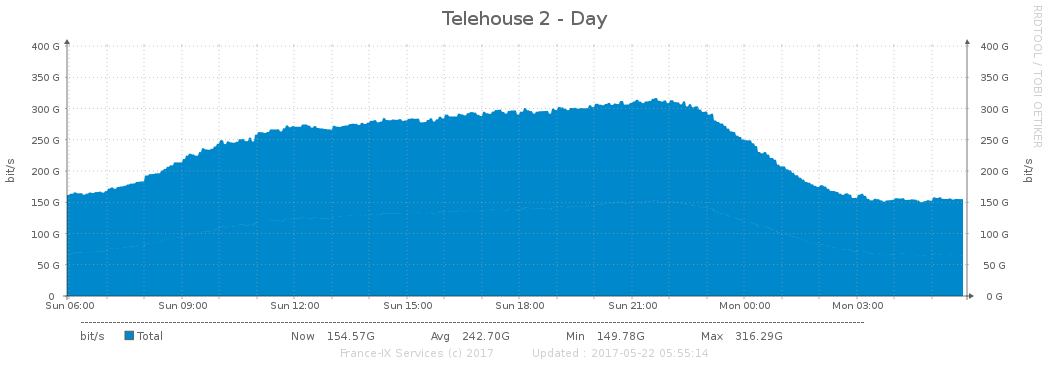 Telehouse 2 - Day
RRDTOOL / TOBI OETIKER
400 G 400 G
350 G 350 G
300 G 300 G
250 G 250 G
200 G 200 G
150 G 150 G
100 G 100 G
50 G 50 G
0 0 G
bit/s bit/s
Sun 06:00 Sun 09:00 Sun 12:00 Sun 15:00 Sun 18:00 Sun 21:00 Mon 00:00 Mon 03:00
bit/s Total Now 154.57G Avg 242.70G Min 149.78G Max 316.29G
France-IX Services (c) 2017 Updated : 2017-05-22 05:55:14